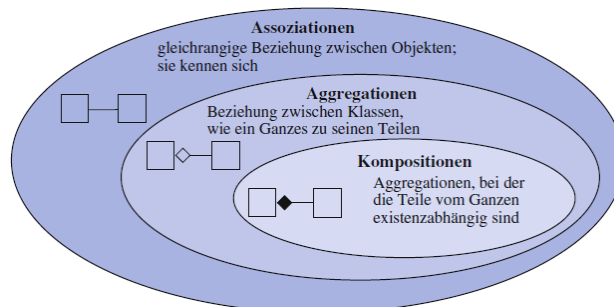 Assoziationen
gleichrangige Beziehung zwischen Objekten;
sie kennen sich
Aggregationen
Beziehung zwischen Klassen,
wie ein Ganzes zu seinen Teilen
Kompositionen
Aggregationen, bei der
die Teile vom Ganzen
existenzabhängig sind